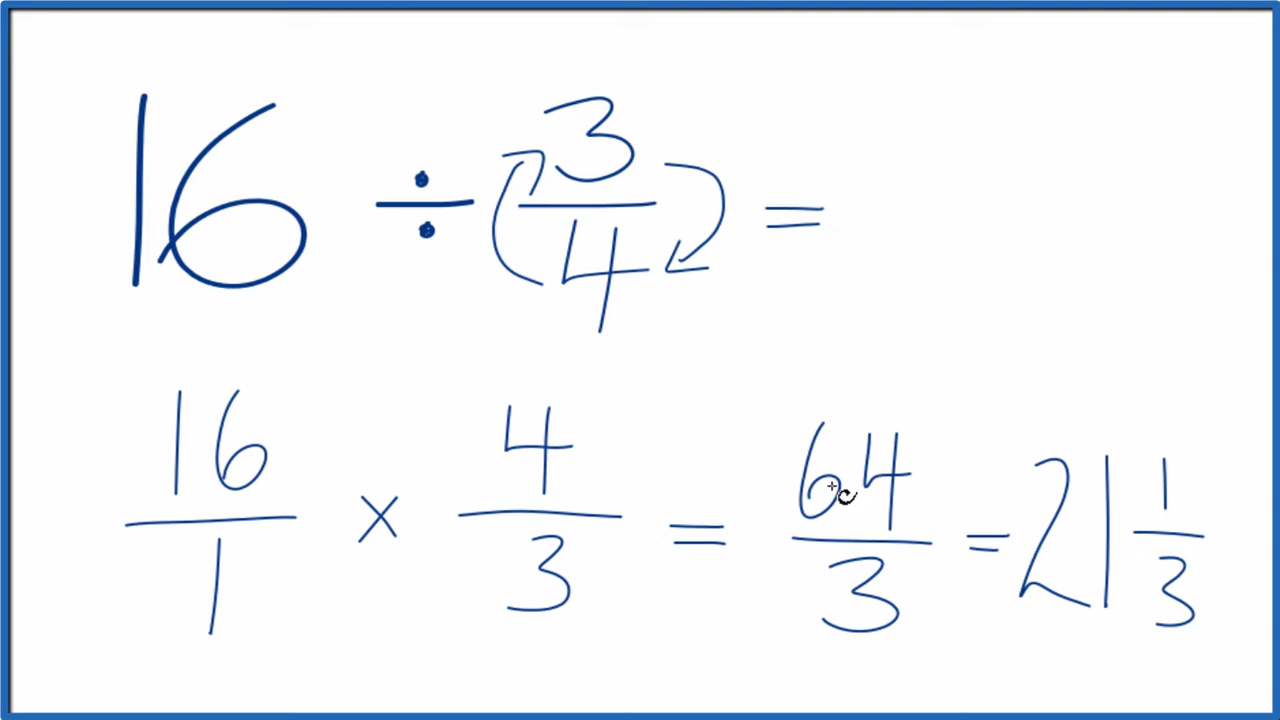 16 ÷ 3/4 =
16/1 × 4/3 = 64/3 = 21 1/3